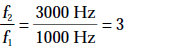 f₂/f₁ = 3000 Hz/1000 Hz = 3